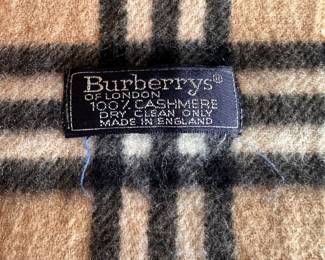 Burberrys®
OF LONDON
100% CASHMERE
DRY CLEAN ONLY
MADE IN ENGLAND